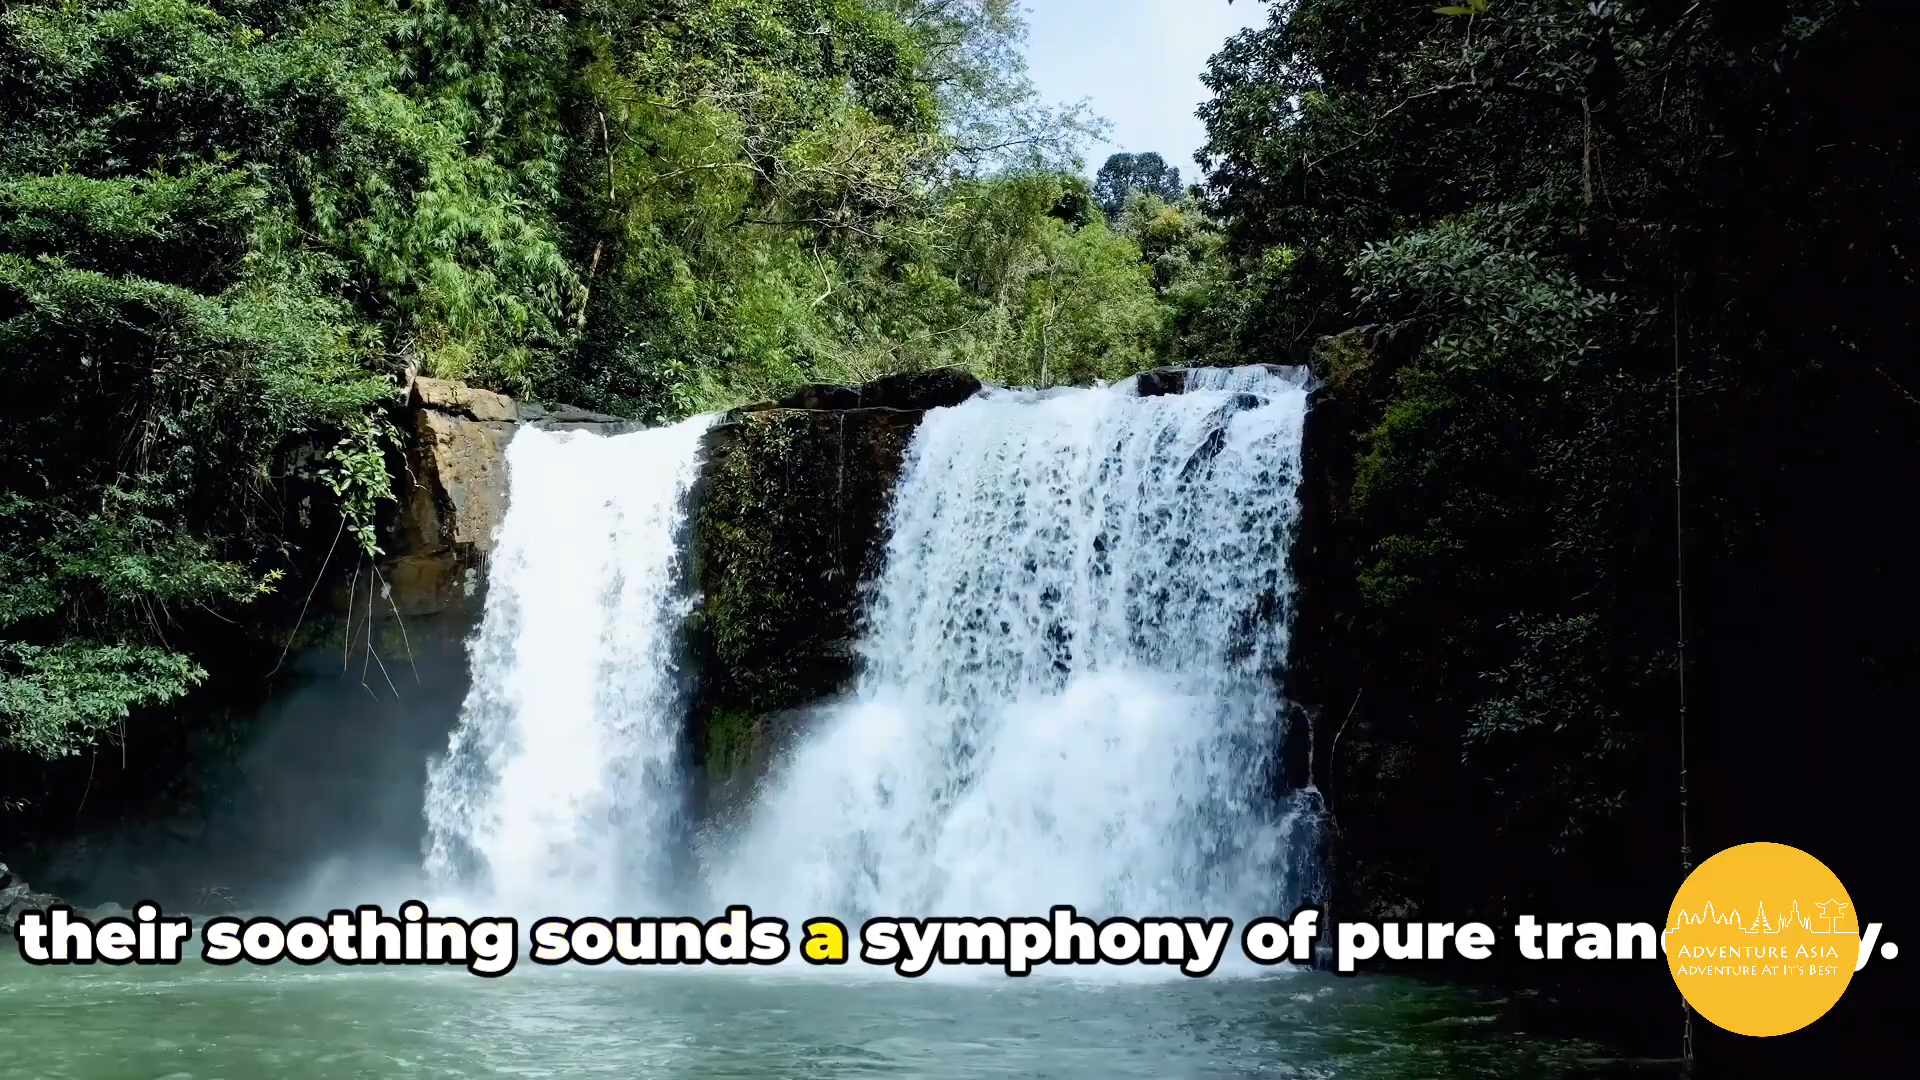 their soothing sounds a symphony of pure
ADVENTURE ASIA
ADVENTURE AT IT'S BEST